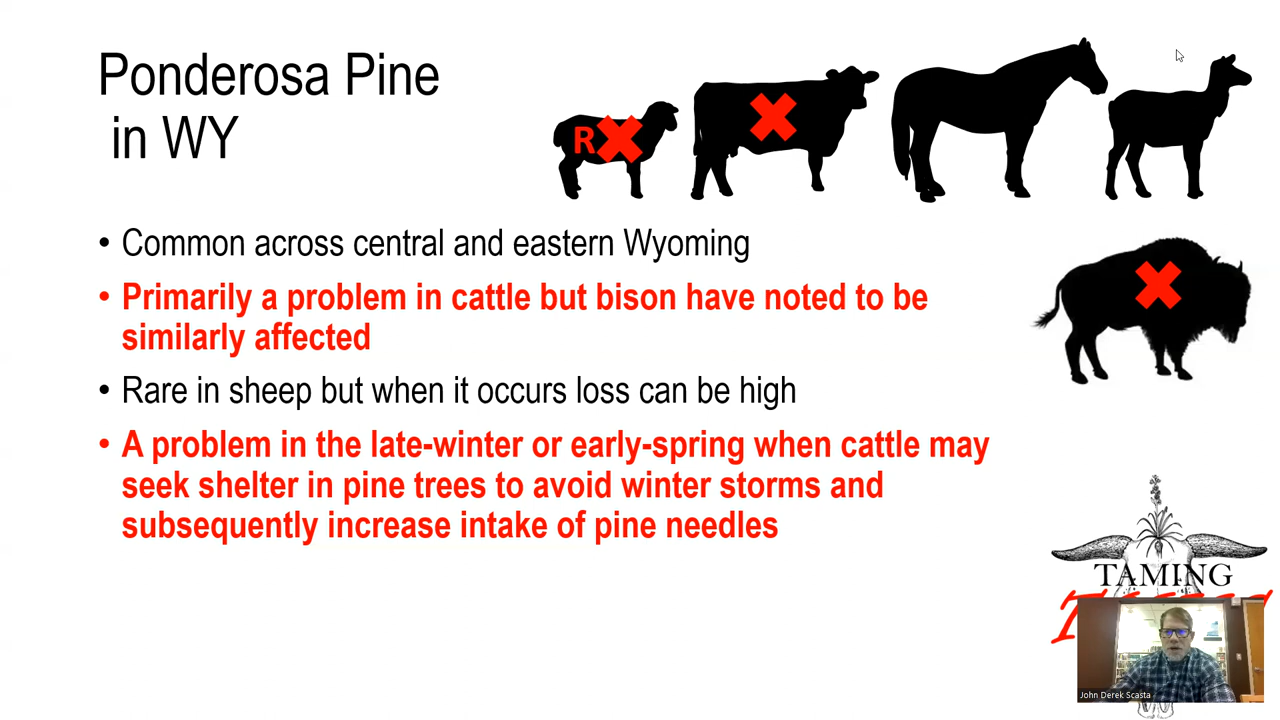 Ponderosa Pine
in WY
R
• Common across central and eastern Wyoming
• Primarily a problem in cattle but bison have noted to be
similarly affected
• Rare in sheep but when it occurs loss can be high
• A problem in the late-winter or early-spring when cattle may
seek shelter in pine trees to avoid winter storms and
subsequently increase intake of pine needles
TAMING
John Derek Scasta